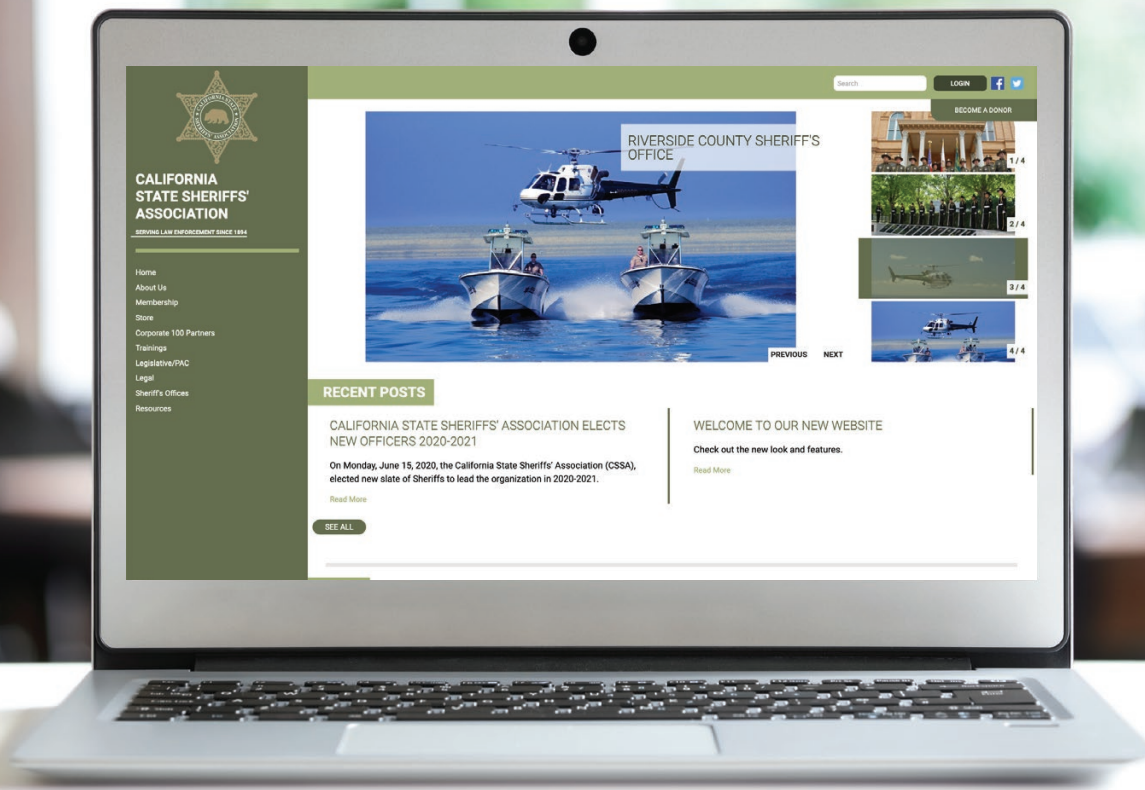 CALIFORNIA STATE
SHERIFFS' ASSOCIATION
CALIFORNIA
STATE SHERIFFS'
ASSOCIATION
SERVING LAW ENFORCEMENT SINCE 1894
Home
About Us
Membership
Store
Corporate 100 Partners
Trainings
Legislative/PAC
Legal
Sheriff's Offices
Resources
Search
LOGIN
BECOME A DONOR
RIVERSIDE COUNTY SHERIFF'S
OFFICE
1 / 4
2 / 4
3 / 4
4 / 4
PREVIOUS NEXT
RECENT POSTS
CALIFORNIA STATE SHERIFFS' ASSOCIATION ELECTS
NEW OFFICERS 2020-2021
On Monday, June 15, 2020, the California State Sheriffs' Association (CSSA),
elected new slate of Sheriffs to lead the organization in 2020-2021.
Read More
WELCOME TO OUR NEW WEBSITE
Check out the new look and features.
Read More
SEE ALL